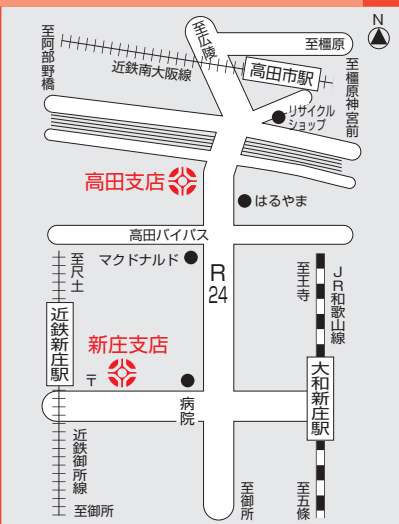 N
至阿部野橋
近鉄南大阪線
至広陵
至橿原
高田市駅
至橿原神宮前
リサイクル
ショップ
高田支店
はるやま
高田バイパス
至尺土
マクドナルド
R
24
至王寺
JR和歌山線
近鉄新庄駅
新庄支店
〒
病院
大和新庄駅
近鉄御所線
至御所
至御所
至五條